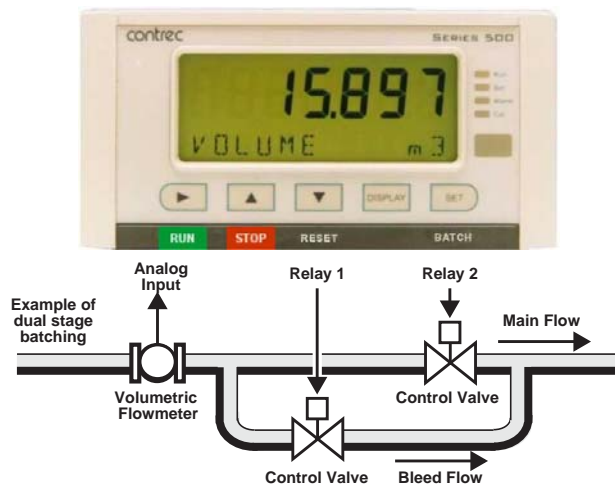 contrec
SERIES 500
Run
Set
Alarm
Cal
15.897
VOLUME m3
DISPLAY
SET
RUN STOP RESET BATCH
Example of
dual stage
batching
Analog
Input
Relay 1
Relay 2
Main Flow
Volumetric
Flowmeter
Control Valve
Control Valve
Bleed Flow